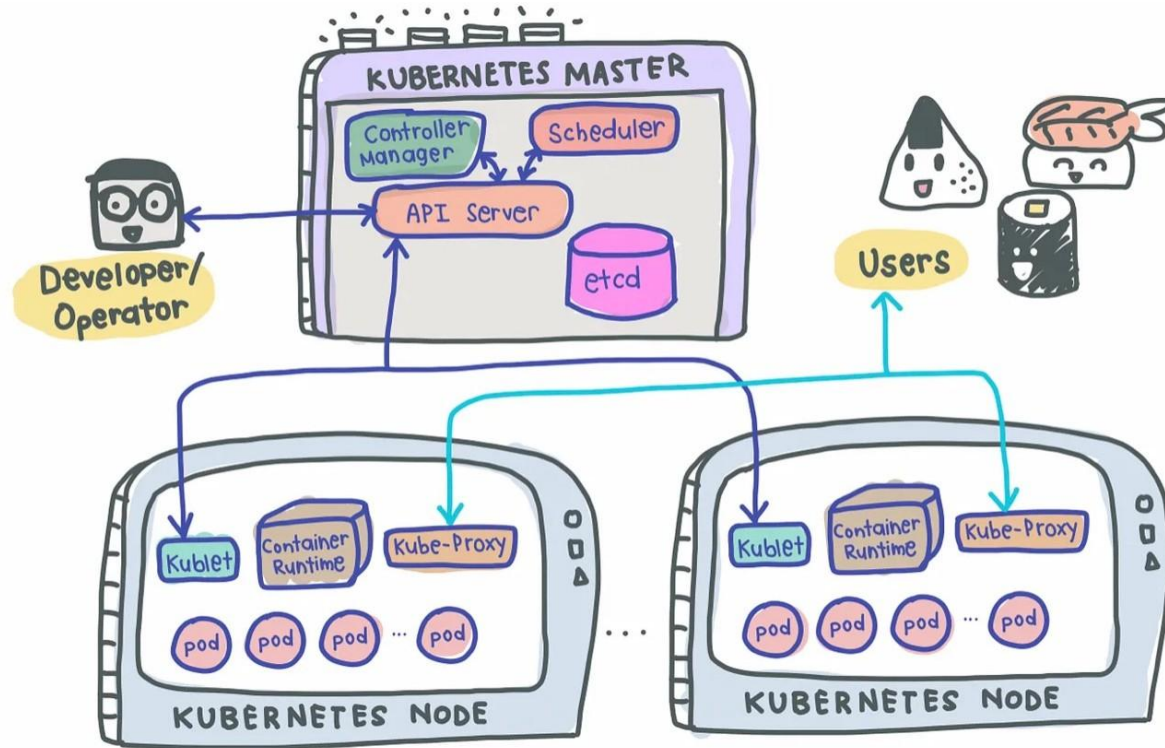 KUBERNETES MASTER
Controller
Manager
Scheduler
API Server
etcd
Developer/
Operator
Users
Kublet
Container
Runtime
Kube-Proxy
pod pod pod ... pod
KUBERNETES NODE
...
Kublet
Container
Runtime
Kube-Proxy
pod pod pod ... pod
KUBERNETES NODE